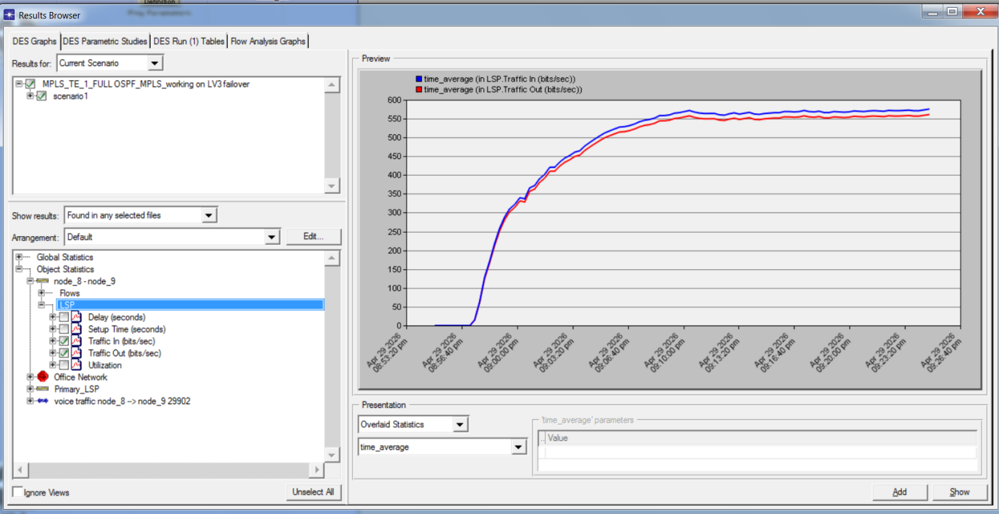 Definition
Results Browser
DES Graphs DES Parametric Studies DES Run (1) Tables Flow Analysis Graphs
Results for: Current Scenario
MPLS_TE_1_FULL OSPF_MPLS_working on LV3 failover
scenario1
Show results: Found in any selected files
Arrangement: Default Edit...
Global Statistics
Object Statistics
node_8 - node_9
Flows
LSP
Delay (seconds)
Setup Time (seconds)
Traffic In (bits/sec)
Traffic Out (bits/sec)
Utilization
Office Network
Primary_LSP
voice traffic node_8 --> node_9 29902
Ignore Views Unselect All
Preview
time_average (in LSP.Traffic In (bits/sec))
time_average (in LSP.Traffic Out (bits/sec))
600
550
500
450
400
350
300
250
200
150
100
50
0
Apr 29 2026 08:53:20 pm
Apr 29 2026 08:56:40 pm
Apr 29 2026 09:00:00 pm
Apr 29 2026 09:03:20 pm
Apr 29 2026 09:06:40 pm
Apr 29 2026 09:10:00 pm
Apr 29 2026 09:13:20 pm
Apr 29 2026 09:16:40 pm
Apr 29 2026 09:20:00 pm
Apr 29 2026 09:23:20 pm
Apr 29 2026 09:26:40 pm
Presentation
Overlaid Statistics
time_average
'time_average' parameters
.. Value
Add Show